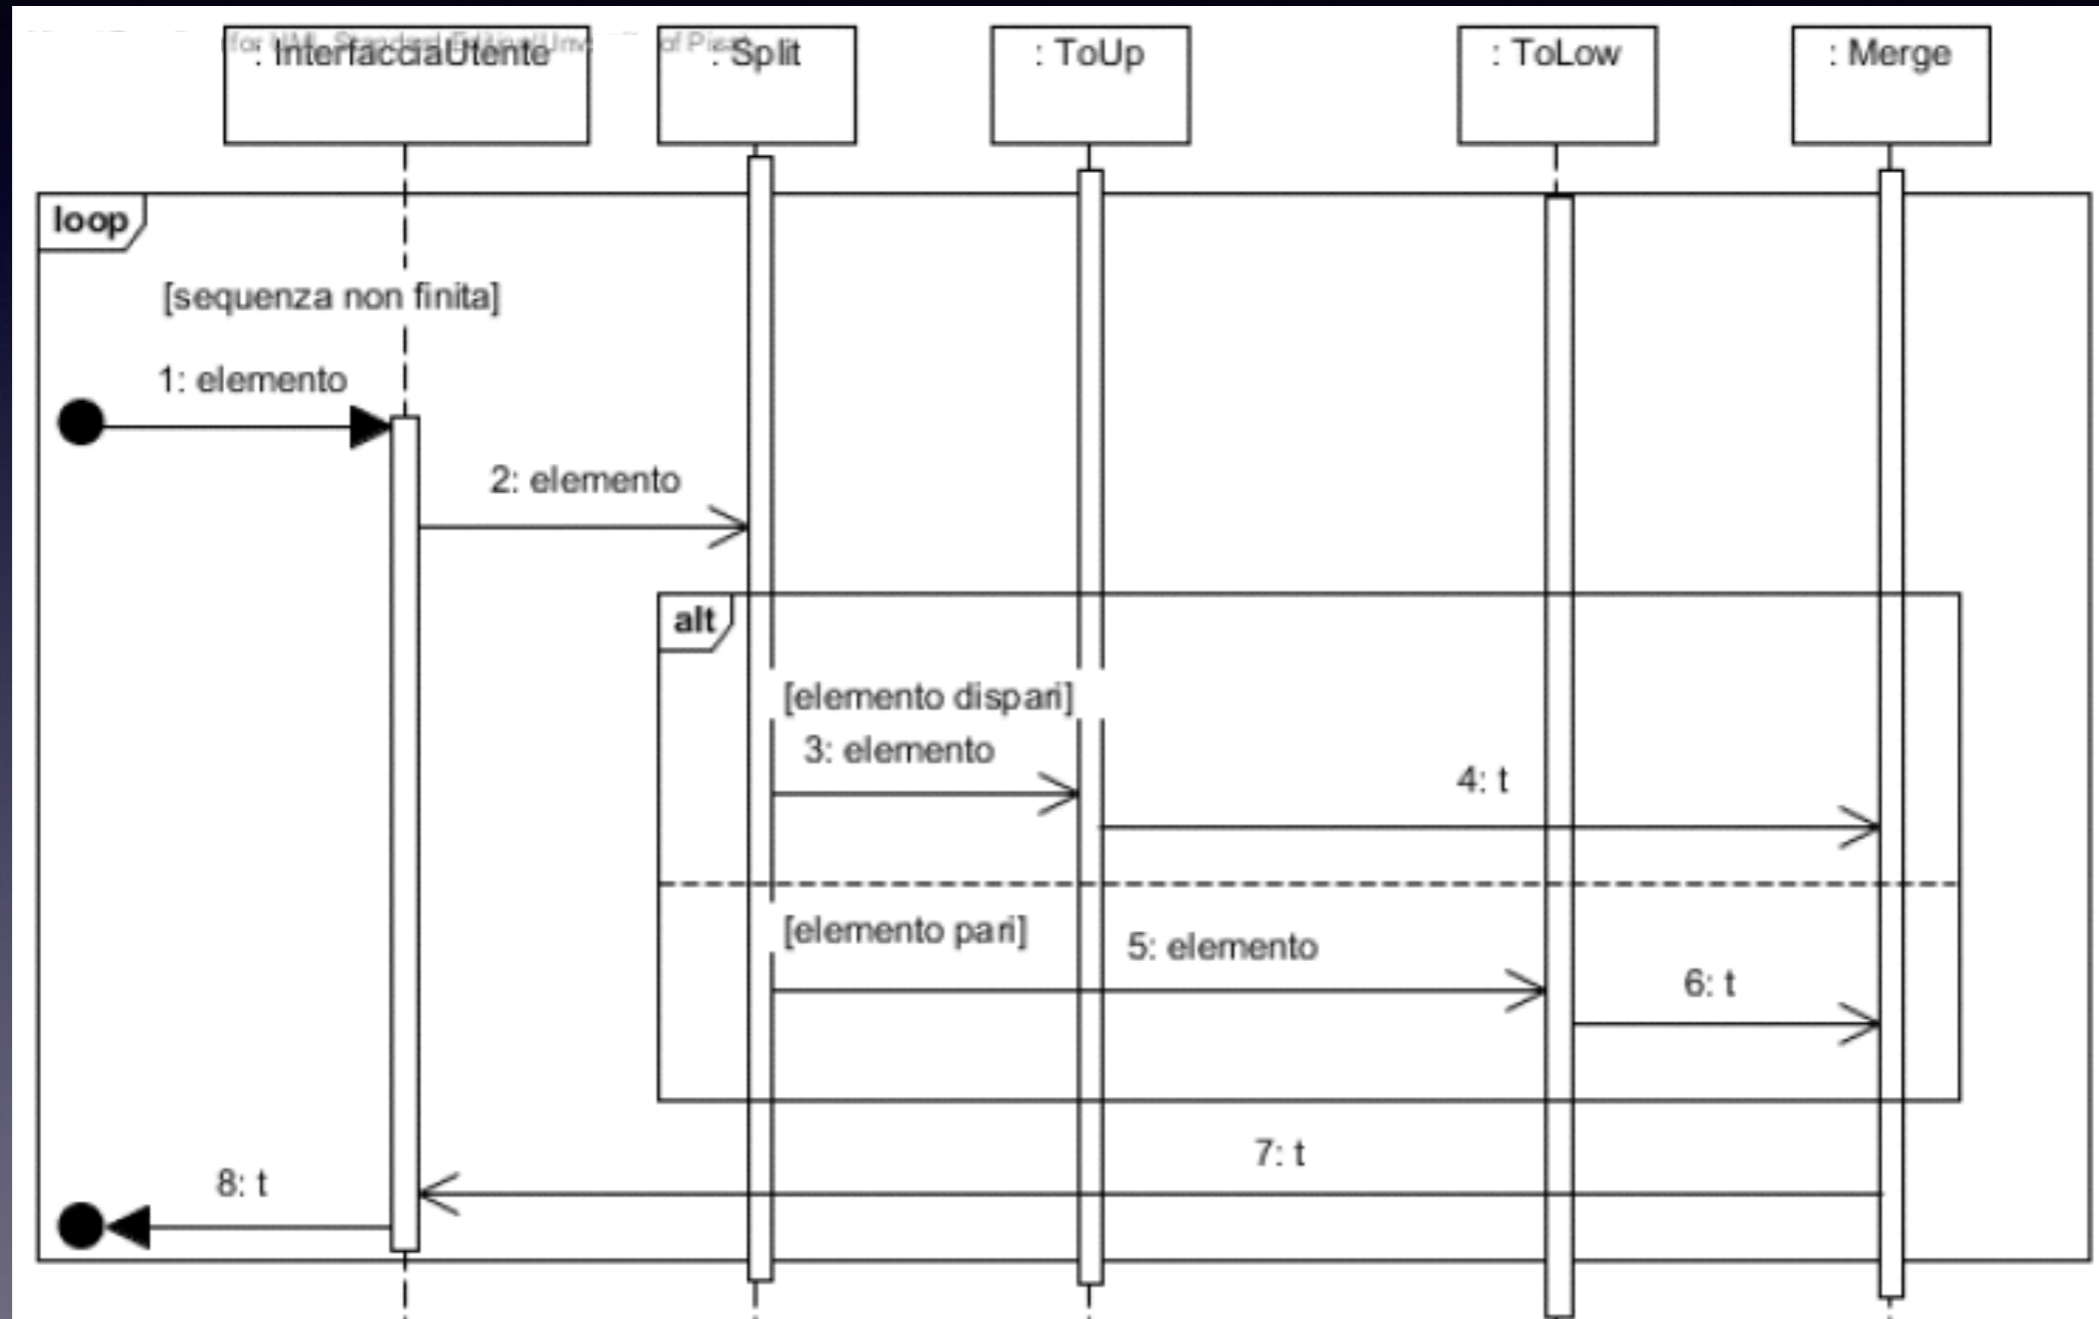 : InterfacciaUtente
: Split
: ToUp
: ToLow
: Merge
loop
[sequenza non finita]
1: elemento
2: elemento
alt
[elemento dispari]
3: elemento
4: t
[elemento pari]
5: elemento
6: t
7: t
8: t